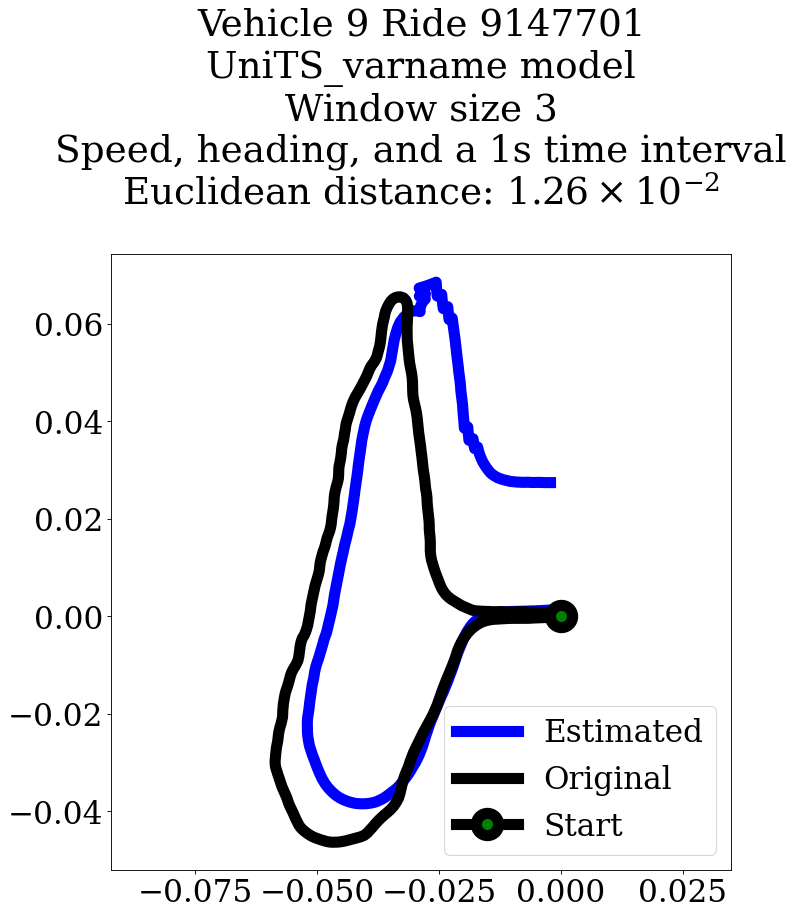 Vehicle 9 Ride 9147701
UniTS_varname model
Window size 3
Speed, heading, and a 1s time interval
Euclidean distance: 1.26 × 10⁻²
0.06
0.04
0.02
0.00
−0.02
−0.04
Estimated
Original
Start
−0.075 −0.050 −0.025 0.000 0.025